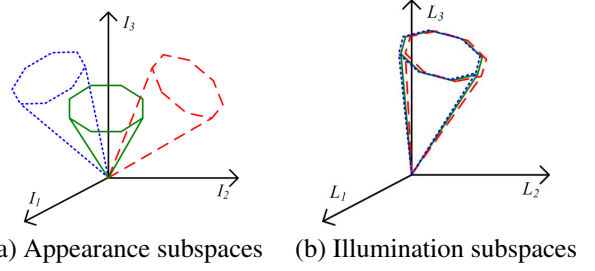 I3
L3
I1
I2
L1
L2
a) Appearance subspaces
(b) Illumination subspaces